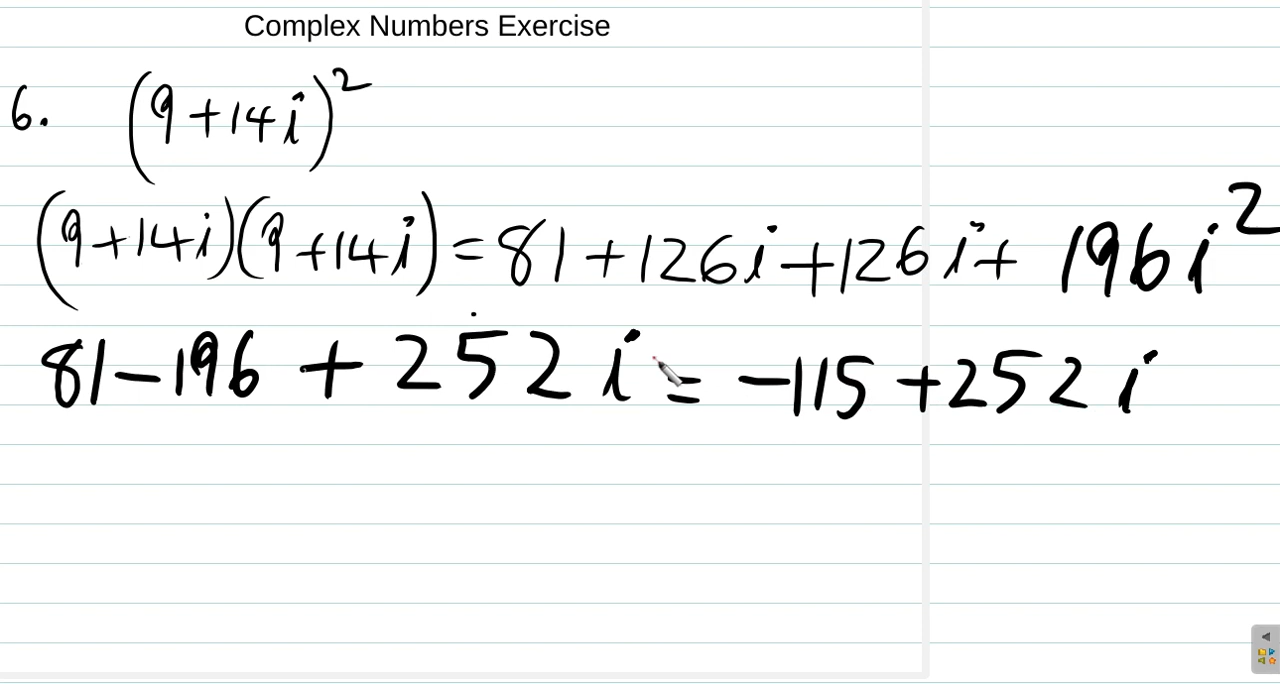 Complex Numbers Exercise
6. (9+14i)²
(9+14i)(9+14i)=81+126i+126i+ 196i²
81-196 + 252i = -115+252i